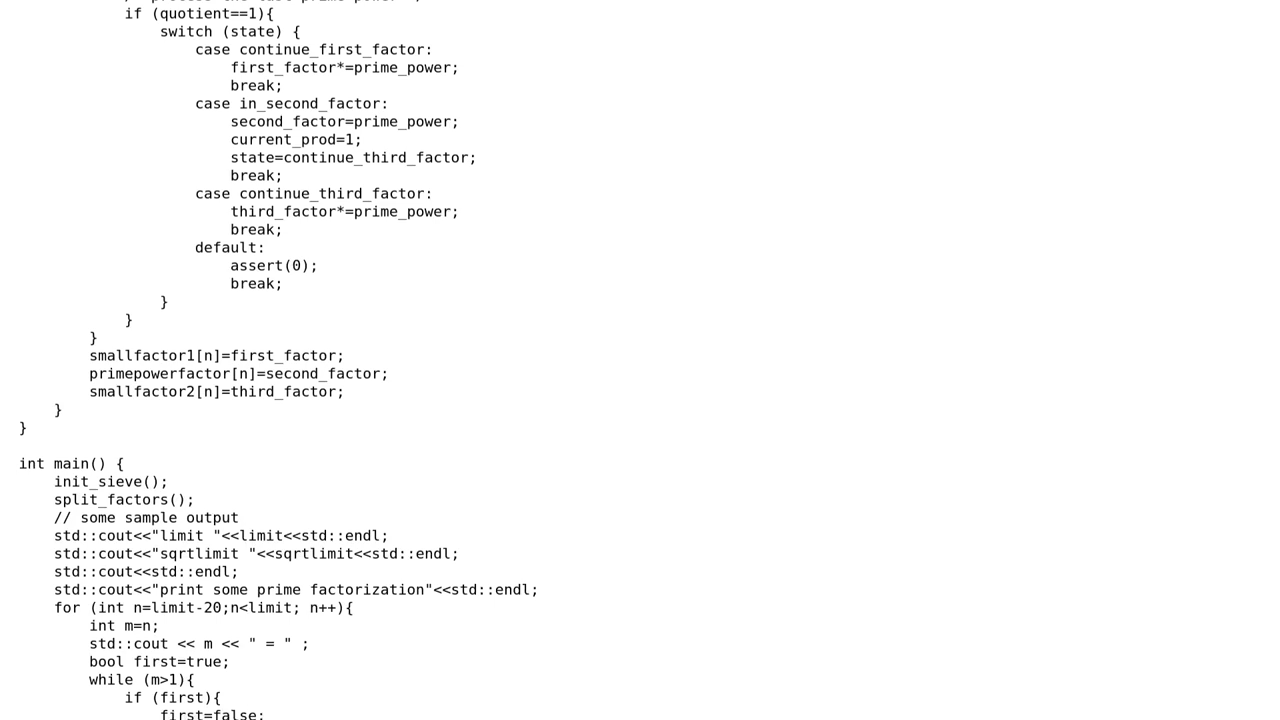 if (quotient==1){
switch (state) {
case continue_first_factor:
first_factor*=prime_power;
break;
case in_second_factor:
second_factor=prime_power;
current_prod=1;
state=continue_third_factor;
break;
case continue_third_factor:
third_factor*=prime_power;
break;
default:
assert(0);
break;
}
}
}
smallfactor1[n]=first_factor;
primepowerfactor[n]=second_factor;
smallfactor2[n]=third_factor;
}
}
int main() {
init_sieve();
split_factors();
// some sample output
std::cout<<"limit "<<limit<<std::endl;
std::cout<<"sqrtlimit "<<sqrtlimit<<std::endl;
std::cout<<std::endl;
std::cout<<"print some prime factorization"<<std::endl;
for (int n=limit-20;n<limit; n++){
int m=n;
std::cout << m << " = " ;
bool first=true;
while (m>1){
if (first){
first=false;